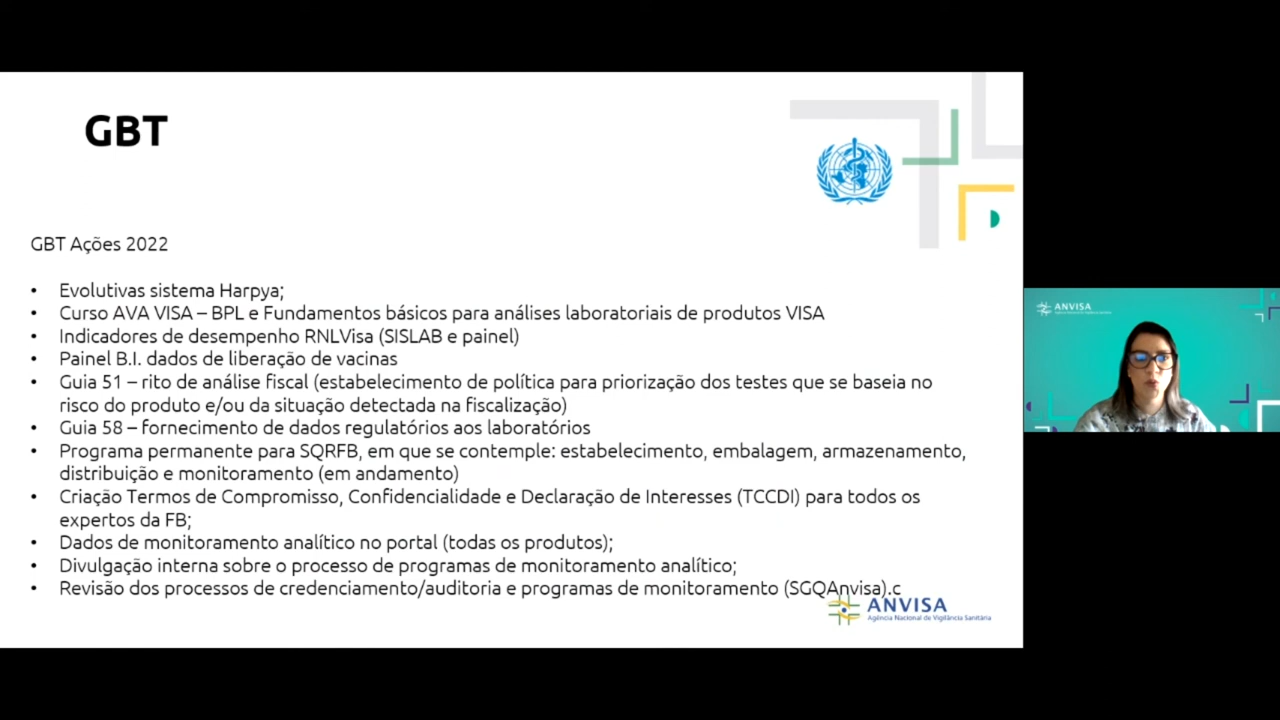 GBT
GBT Ações 2022
• Evolutivas sistema Harpya;
• Curso AVA VISA – BPL e Fundamentos básicos para análises laboratoriais de produtos VISA
• Indicadores de desempenho RNLVisa (SISLAB e painel)
• Painel B.I. dados de liberação de vacinas
• Guia 51 – rito de análise fiscal (estabelecimento de política para priorização dos testes que se baseia no
risco do produto e/ou da situação detectada na fiscalização)
• Guia 58 – fornecimento de dados regulatórios aos laboratórios
• Programa permanente para SQRFB, em que se contemple: estabelecimento, embalagem, armazenamento,
distribuição e monitoramento (em andamento)
• Criação Termos de Compromisso, Confidencialidade e Declaração de Interesses (TCCDI) para todos os
expertos da FB;
• Dados de monitoramento analítico no portal (todas os produtos);
• Divulgação interna sobre o processo de programas de monitoramento analítico;
• Revisão dos processos de credenciamento/auditoria e programas de monitoramento (SGQAnvisa).c
ANVISA
Agência Nacional de Vigilância Sanitária
ANVISA
Agência Nacional de Vigilância Sanitária